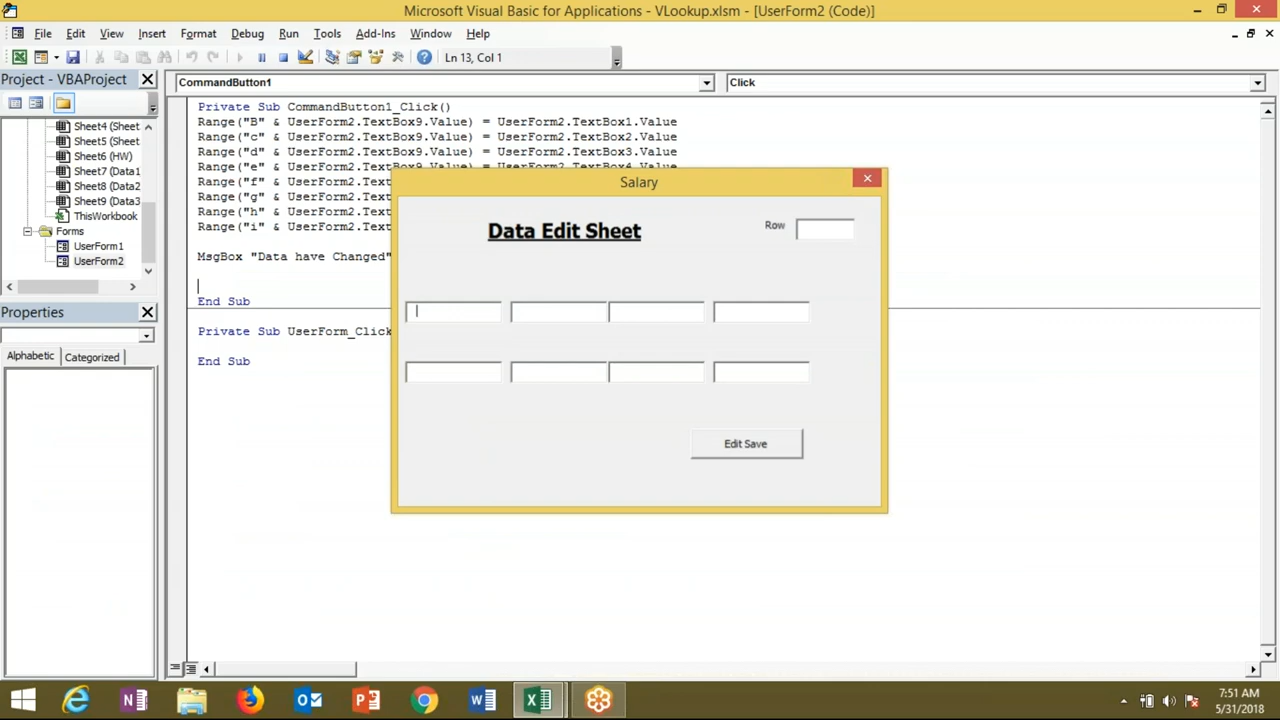 Microsoft Visual Basic for Applications - VLookup.xlsm - [UserForm2 (Code)]
File Edit View Insert Format Debug Run Tools Add-Ins Window Help
Ln 13, Col 1
Project - VBAProject
CommandButton1
Click
Sheet4 (Sheet
Sheet5 (Sheet
Sheet6 (HW)
Sheet7 (Data1
Sheet8 (Data2
Sheet9 (Data3
ThisWorkbook
Forms
UserForm1
UserForm2
Properties
Alphabetic Categorized
Private Sub CommandButton1_Click()
Range("B" & UserForm2.TextBox9.Value) = UserForm2.TextBox1.Value
Range("c" & UserForm2.TextBox9.Value) = UserForm2.TextBox2.Value
Range("d" & UserForm2.TextBox9.Value) = UserForm2.TextBox3.Value
Range("e" & UserForm2.TextBox9.Value) = UserForm2.TextBox4.Value
Range("f" & UserForm2.Text
Range("g" & UserForm2.Text
Range("h" & UserForm2.Text
Range("i" & UserForm2.Text
MsgBox "Data have Changed"
End Sub
Private Sub UserForm_Click
End Sub
Salary
Data Edit Sheet
Row
Edit Save
7:51 AM
5/31/2018